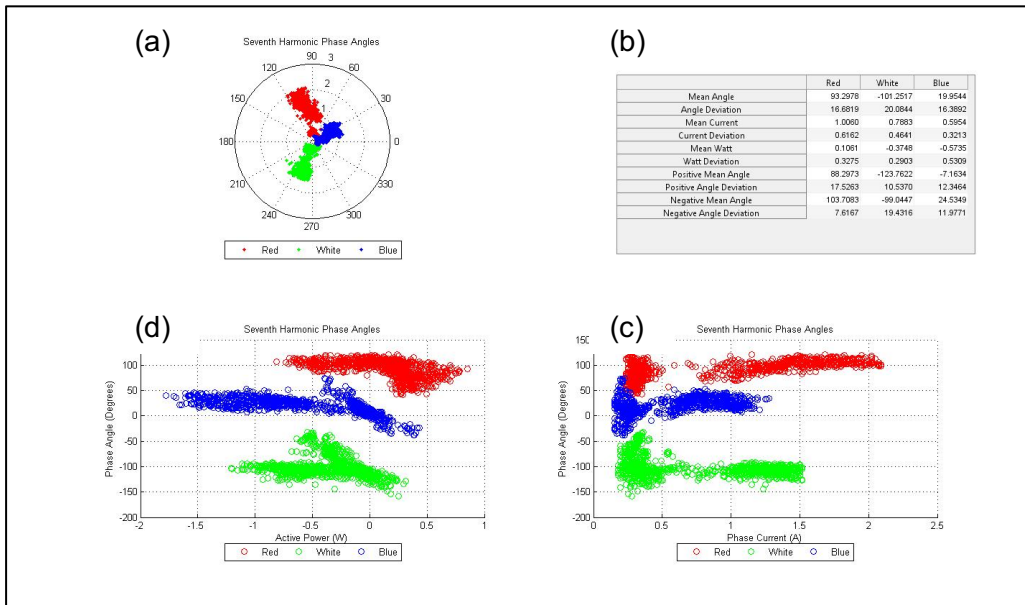 (a)
Seventh Harmonic Phase Angles
90 3
120 60
2
150 30
1
180 0
210 330
240 300
270
Red White Blue
(b)
Red White Blue
Mean Angle 93.2978 -101.2517 19.9544
Angle Deviation 16.6819 20.0844 16.3892
Mean Current 1.0060 0.7883 0.5954
Current Deviation 0.6162 0.4641 0.3213
Mean Watt 0.1061 -0.3748 -0.5735
Watt Deviation 0.3275 0.2903 0.5309
Positive Mean Angle 88.2973 -123.7622 -7.1634
Positive Angle Deviation 17.5263 10.5370 12.3464
Negative Mean Angle 103.7083 -99.0447 24.5349
Negative Angle Deviation 7.6167 19.4316 11.9771
(d)
Seventh Harmonic Phase Angles
Phase Angle (Degrees)
100
50
0
-50
-100
-150
-200
-2 -1.5 -1 -0.5 0 0.5 1
Active Power (W)
Red White Blue
(c)
Seventh Harmonic Phase Angles
Phase Angle (Degrees)
150
100
50
0
-50
-100
-150
-200
0 0.5 1 1.5 2 2.5
Phase Current (A)
Red White Blue